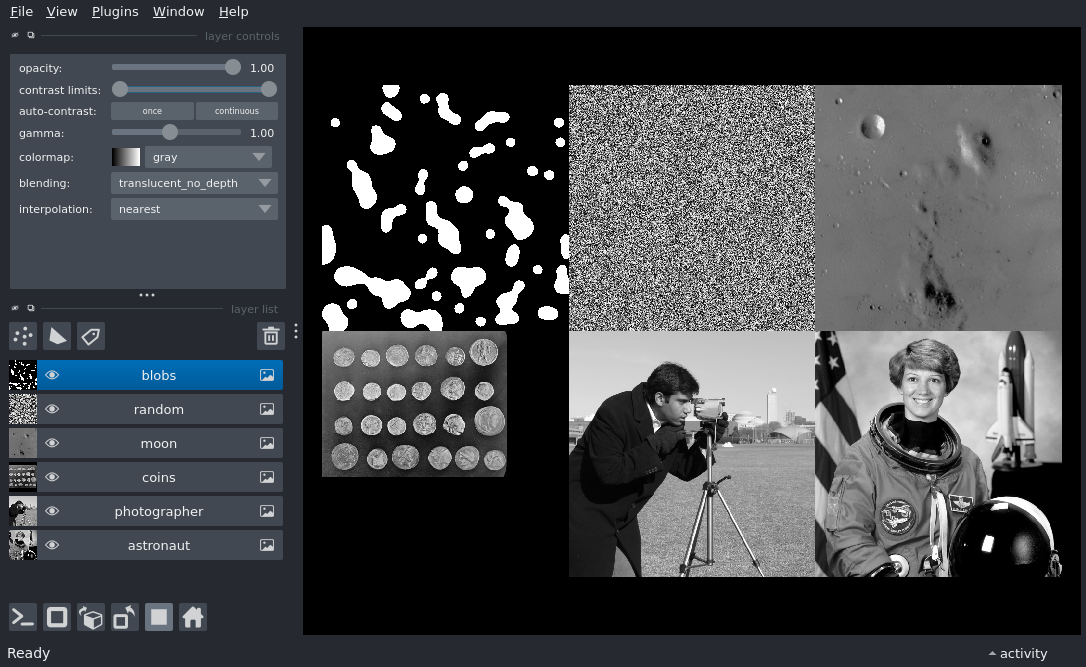 File View Plugins Window Help
layer controls
opacity: 1.00
contrast limits:
auto-contrast: once continuous
gamma: 1.00
colormap: gray
blending: translucent_no_depth
interpolation: nearest
layer list
blobs
random
moon
coins
photographer
astronaut
Ready
activity